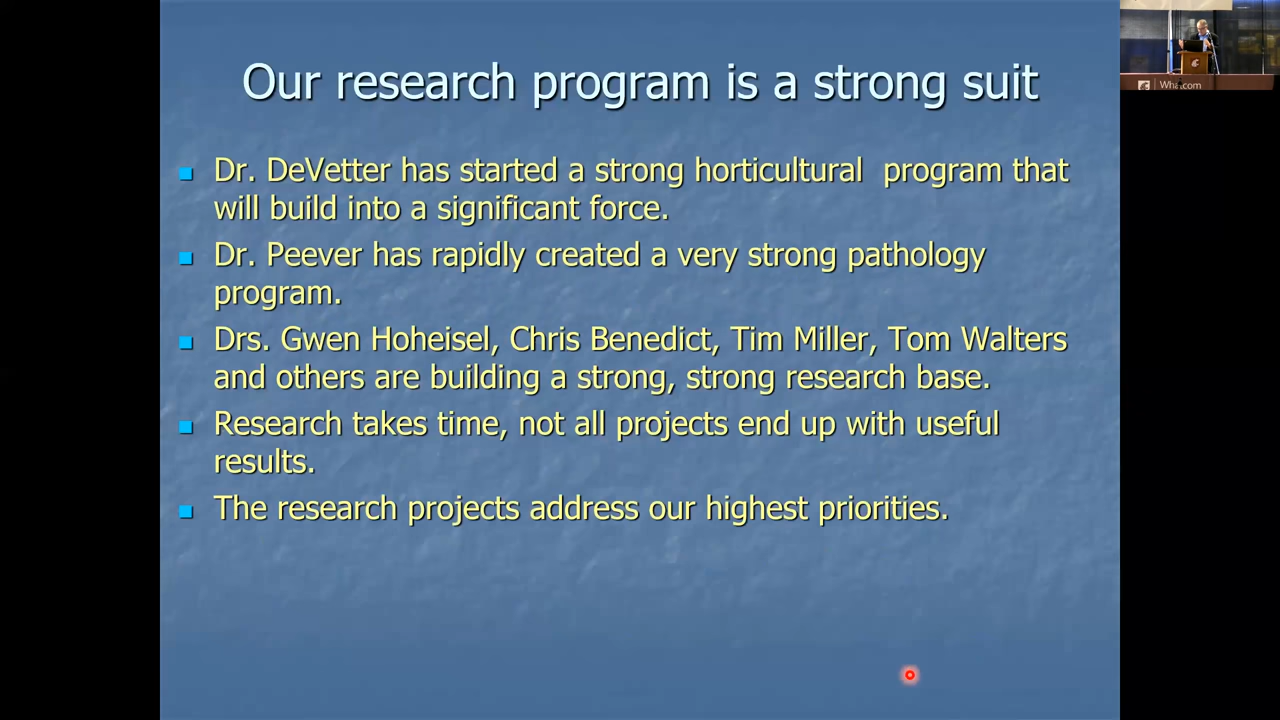 Our research program is a strong suit
Dr. DeVetter has started a strong horticultural program that
will build into a significant force.
Dr. Peever has rapidly created a very strong pathology
program.
Drs. Gwen Hoheisel, Chris Benedict, Tim Miller, Tom Walters
and others are building a strong, strong research base.
Research takes time, not all projects end up with useful
results.
The research projects address our highest priorities.
Whatcom